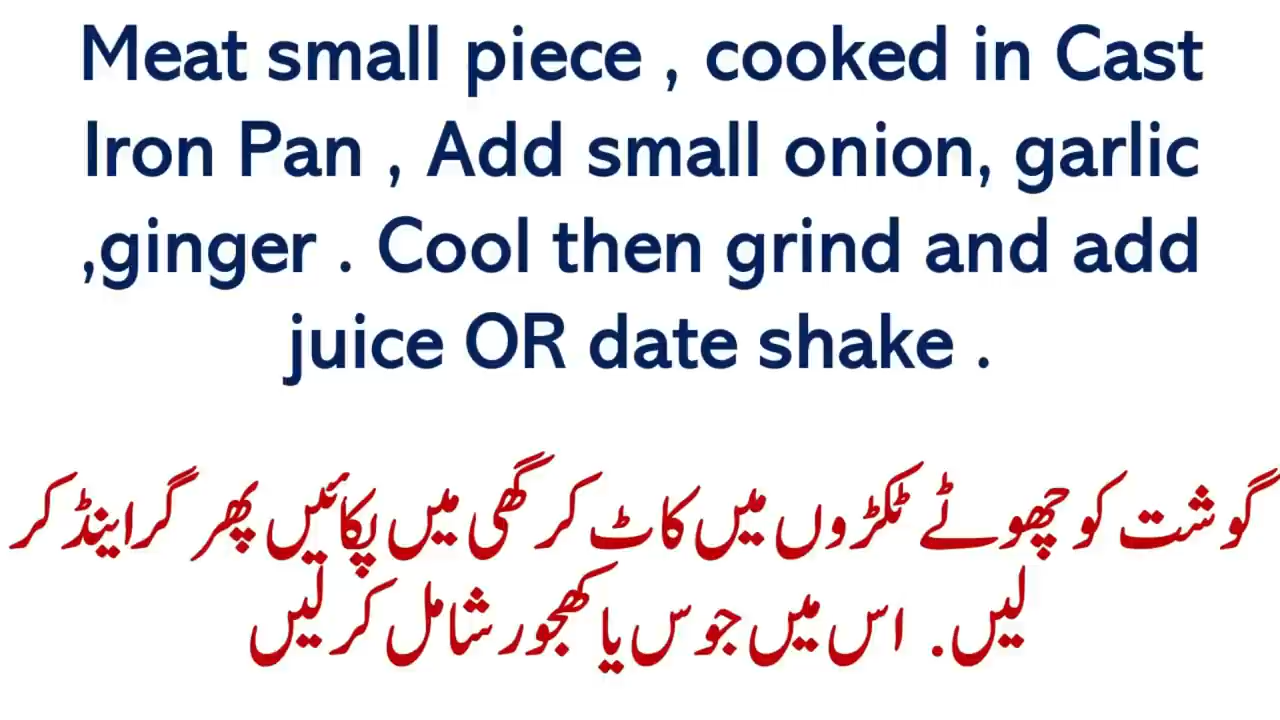 Meat small piece , cooked in Cast
Iron Pan , Add small onion, garlic
,ginger . Cool then grind and add
juice OR date shake .
گوشت کو چھوٹے ٹکڑوں میں کاٹ کر گھی میں پکائیں پھر گرایئنڈ کر
لیں. اس میں جوس یا کھجور شامل کر لیں